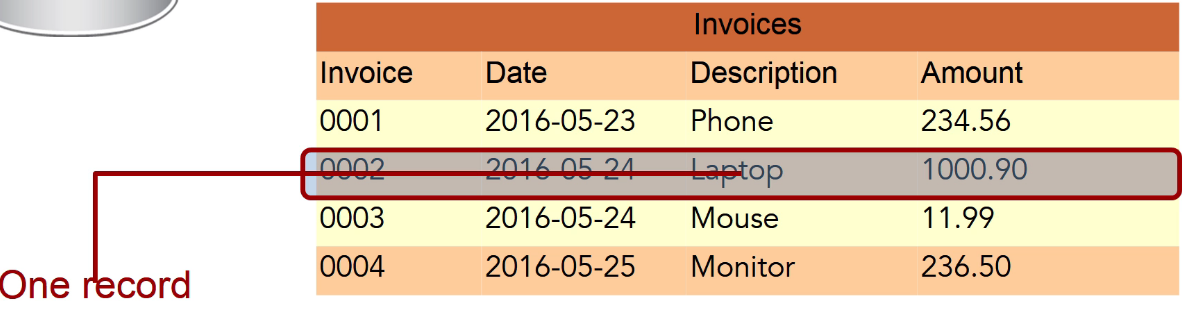 Invoices
Invoice Date Description Amount
0001 2016-05-23 Phone 234.56
0002 2016-05-24 Laptop 1000.90
0003 2016-05-24 Mouse 11.99
0004 2016-05-25 Monitor 236.50
One record